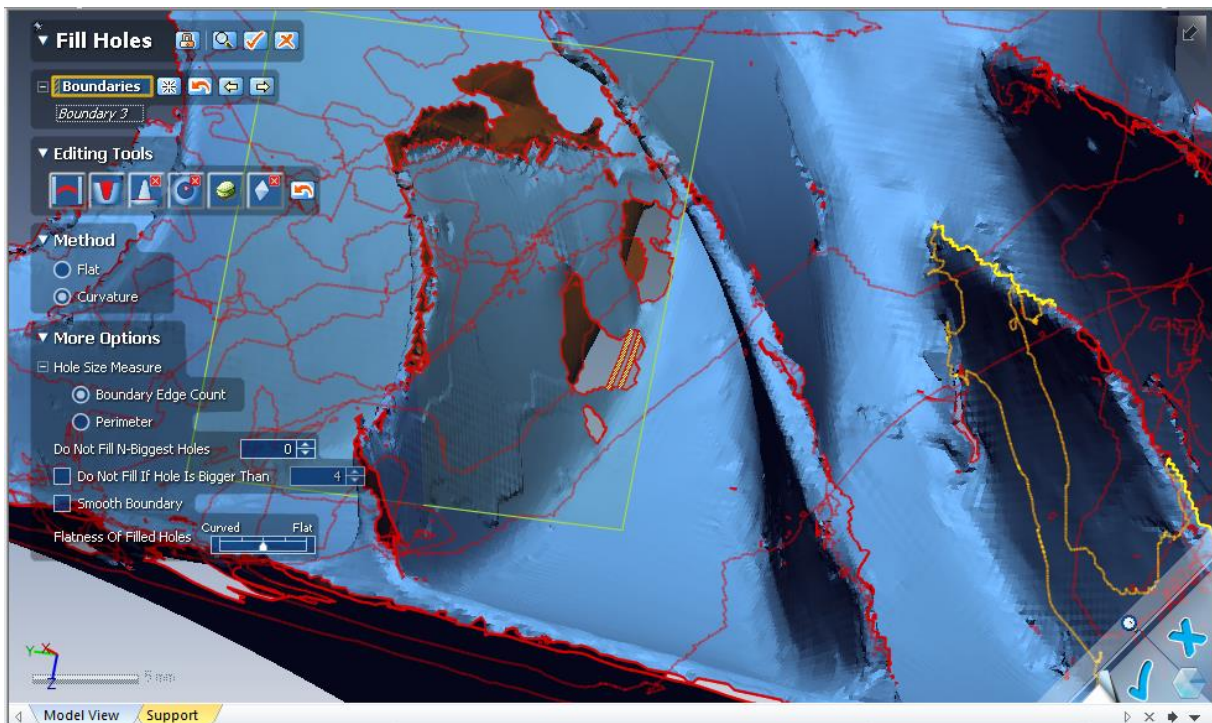 Fill Holes
Boundaries
Boundary 3
Editing Tools
Method
Flat
Curvature
More Options
Hole Size Measure
Boundary Edge Count
Perimeter
Do Not Fill N-Biggest Holes 0
Do Not Fill If Hole Is Bigger Than 4
Smooth Boundary
Curved Flat
Flatness Of Filled Holes
Y X
Z
5 mm
Model View Support